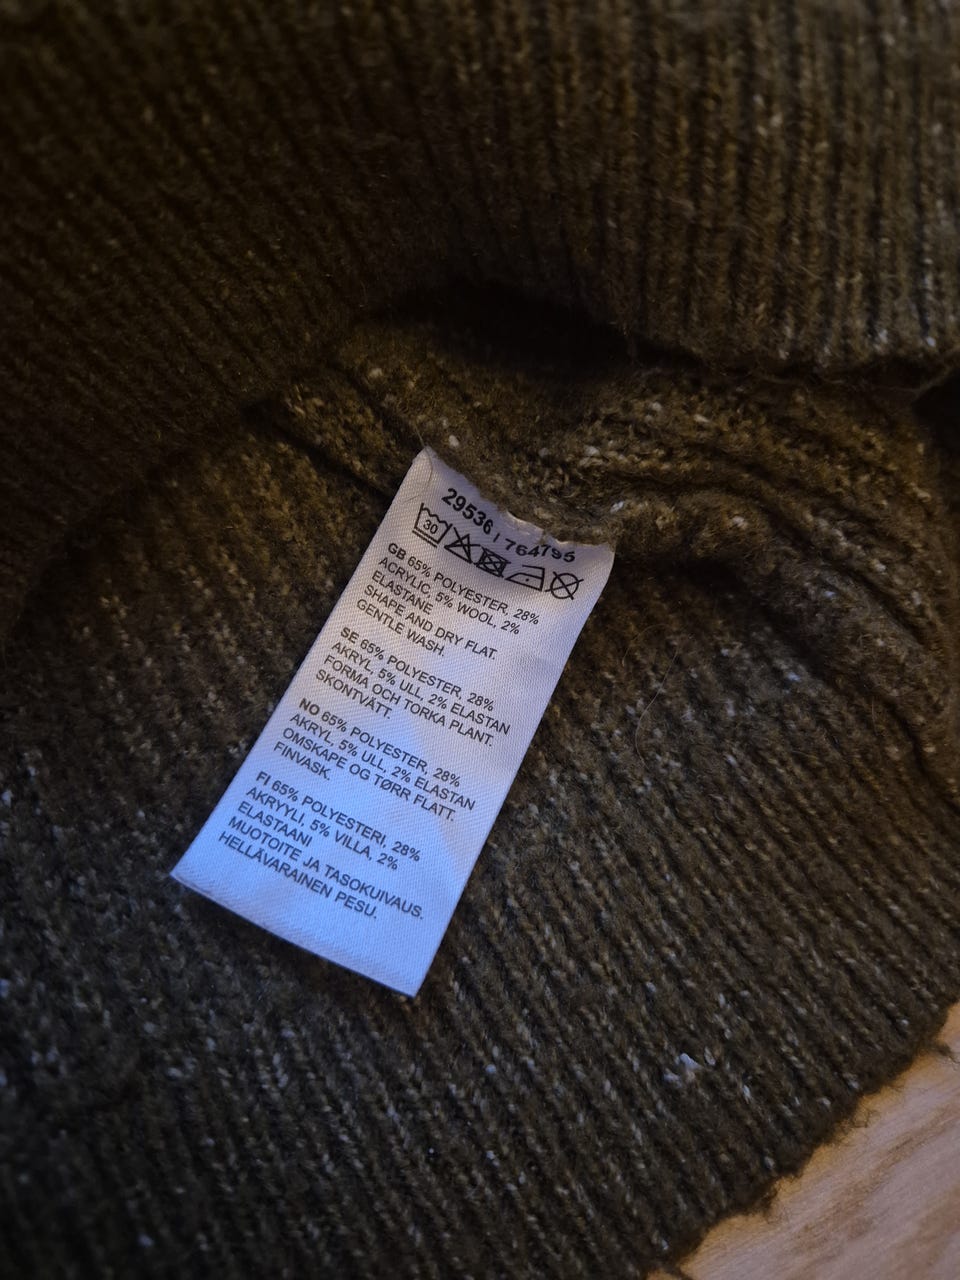 29536 / 764795
30
GB 65% POLYESTER, 28%
ACRYLIC, 5% WOOL, 2%
ELASTANE
SHAPE AND DRY FLAT.
GENTLE WASH.
SE 65% POLYESTER, 28%
AKRYL, 5% ULL, 2% ELASTAN
FORMA OCH TORKA PLANT.
SKONTVÄTT.
NO 65% POLYESTER, 28%
AKRYL, 5% ULL, 2% ELASTAN
OMSKAPE OG TØRR FLATT.
FINVASK.
FI 65% POLYESTERI, 28%
AKRYYLI, 5% VILLA, 2%
ELASTAANI
MUOTOITE JA TASOKUIVAUS.
HELLÄVARAINEN PESU.